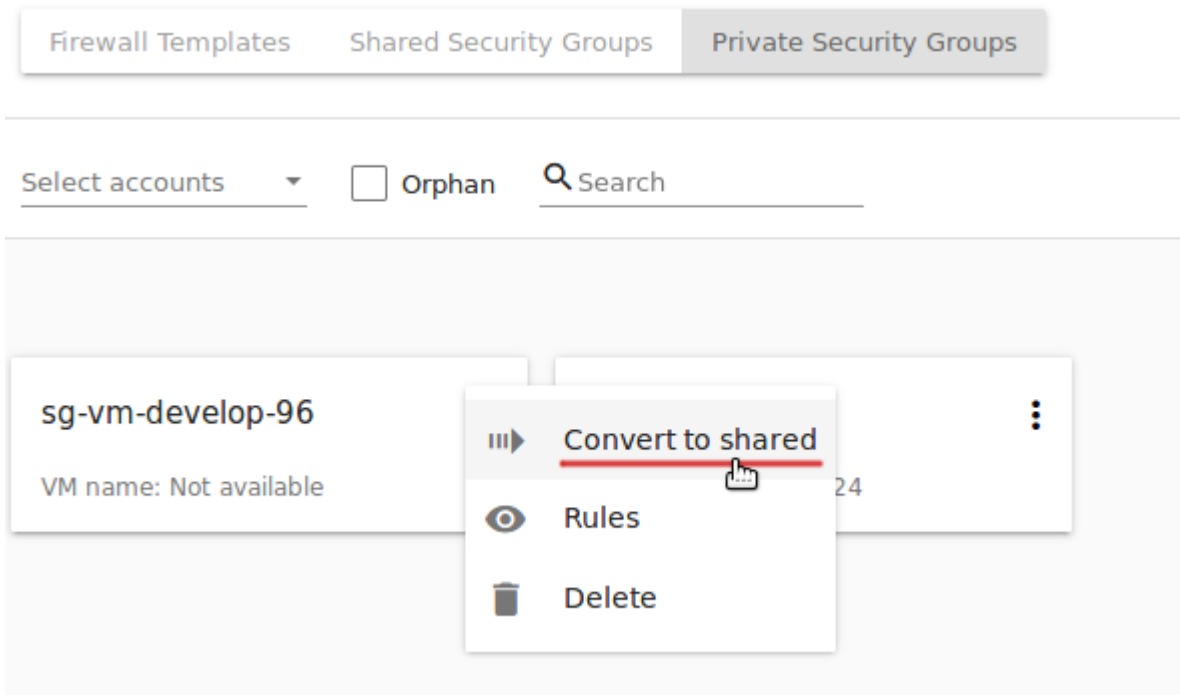 Firewall Templates Shared Security Groups Private Security Groups
Select accounts Orphan Search
sg-vm-develop-96
Convert to shared
VM name: Not available
24
Rules
Delete